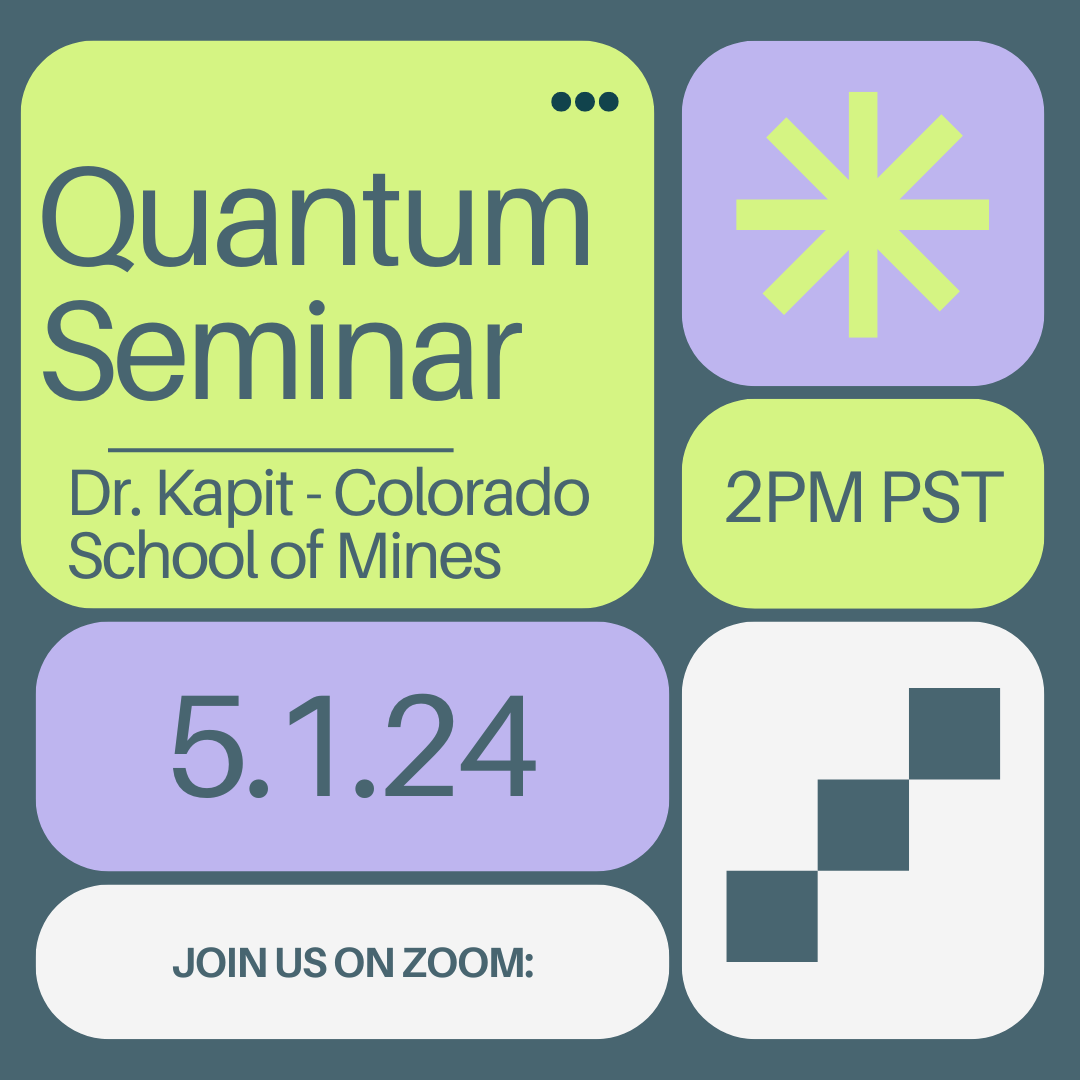 Quantum
Seminar
Dr. Kapit - Colorado
School of Mines
2PM PST
5.1.24
JOIN US ON ZOOM: